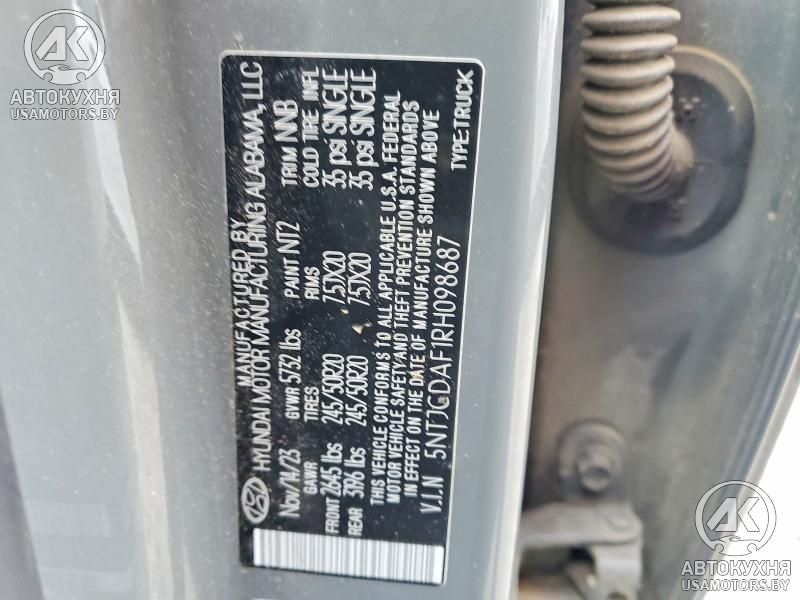 AK
АВТОКУХНЯ
USAMOTORS.BY
MANUFACTURED BY
HYUNDAI MOTOR MANUFACTURING ALABAMA, LLC
Nov/14/23 GVWR 5732 lbs PAINT NT2 TRIM NNB
GAWR TIRES RIMS COLD TIRE INFL
FRONT 2645 lbs 245/50R20 7.5JX20 35 psi SINGLE
REAR 3196 lbs 245/50R20 7.5JX20 35 psi SINGLE
THIS VEHICLE CONFORMS TO ALL APPLICABLE U.S.A. FEDERAL
MOTOR VEHICLE SAFETY AND THEFT PREVENTION STANDARDS
IN EFFECT ON THE DATE OF MANUFACTURE SHOWN ABOVE
V.I.N 5NTJCDAF1RH098687 TYPE:TRUCK
AK
АВТОКУХНЯ
USAMOTORS.BY